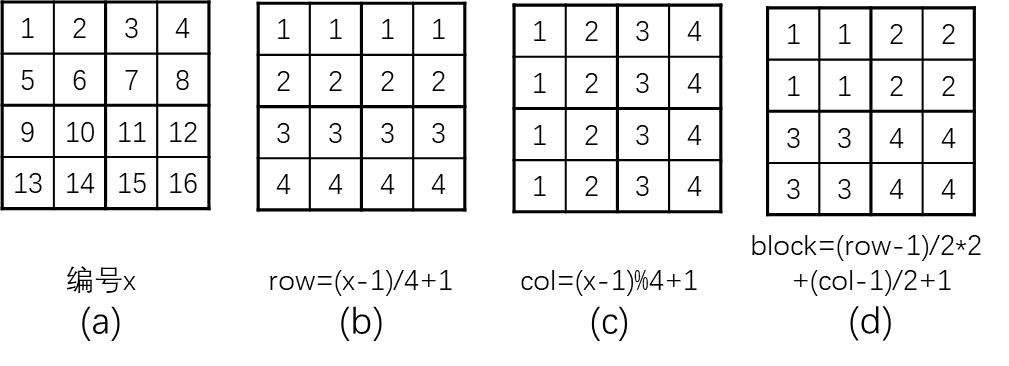 1 2 3 4
5 6 7 8
9 10 11 12
13 14 15 16
编号x
(a)
1 1 1 1
2 2 2 2
3 3 3 3
4 4 4 4
row=(x-1)/4+1
(b)
1 2 3 4
1 2 3 4
1 2 3 4
1 2 3 4
col=(x-1)%4+1
(c)
1 1 2 2
1 1 2 2
3 3 4 4
3 3 4 4
block=(row-1)/2*2
+(col-1)/2+1
(d)